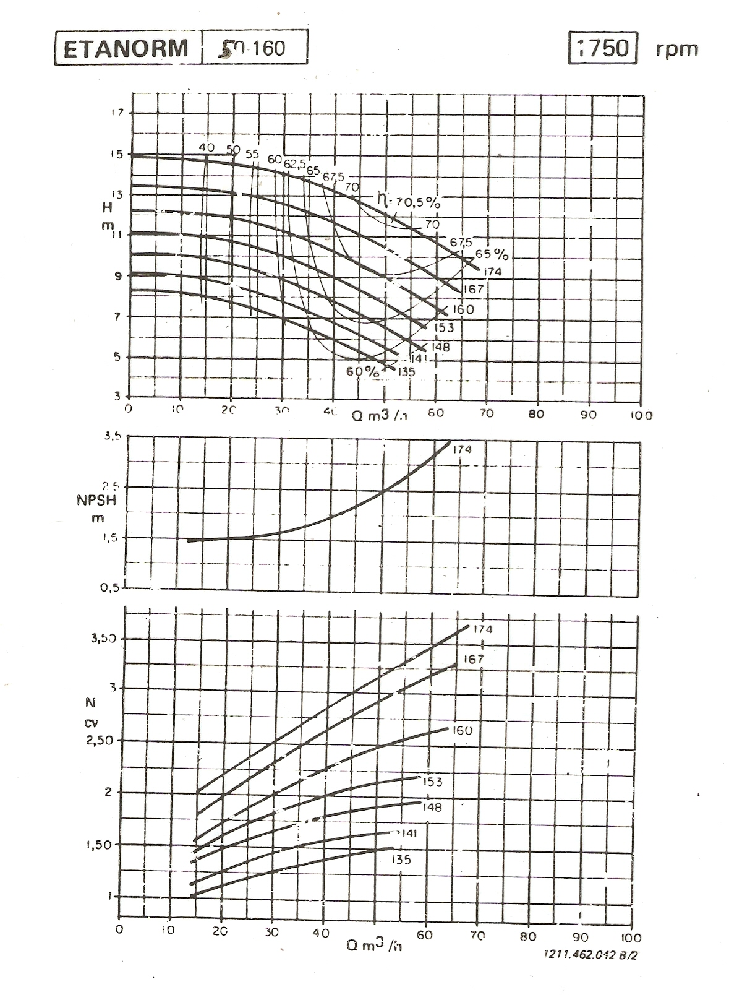 ETANORM 50-160 1750 rpm
17
15
13
H
m
11
9
7
5
3
40 50 55 60 62,5 65 67,5 70
η= 70,5%
70
67,5
65%
174
167
160
153
148
141
60% 135
0 10 20 30 40 Q m3/h 60 70 80 90 100
3,5
2,5
NPSH
m
1,5
0,5
174
3,50
3
N
cv
2,50
2
1,50
1
174
167
160
153
148
141
135
0 10 20 30 40 60 70 80 90 100
Q m3/h
1211.462.042 B/2